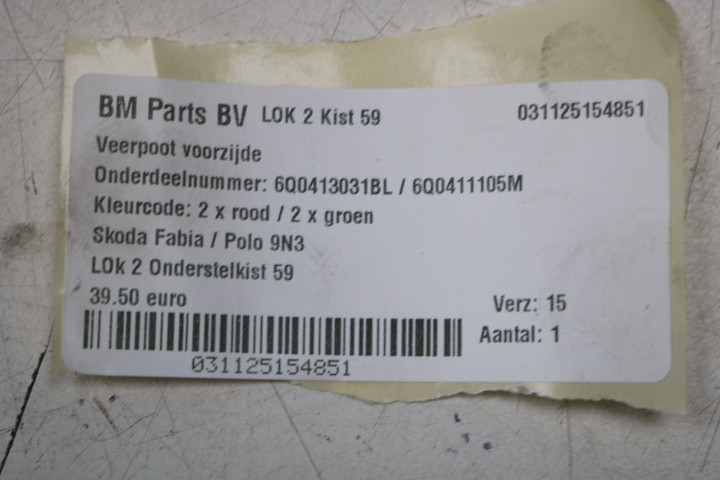 BM Parts BV LOK 2 Kist 59 031125154851
Veerpoot voorzijde
Onderdeelnummer: 6Q0413031BL / 6Q0411105M
Kleurcode: 2 x rood / 2 x groen
Skoda Fabia / Polo 9N3
LOk 2 Onderstelkist 59
39.50 euro Verz: 15
Aantal: 1
031125154851